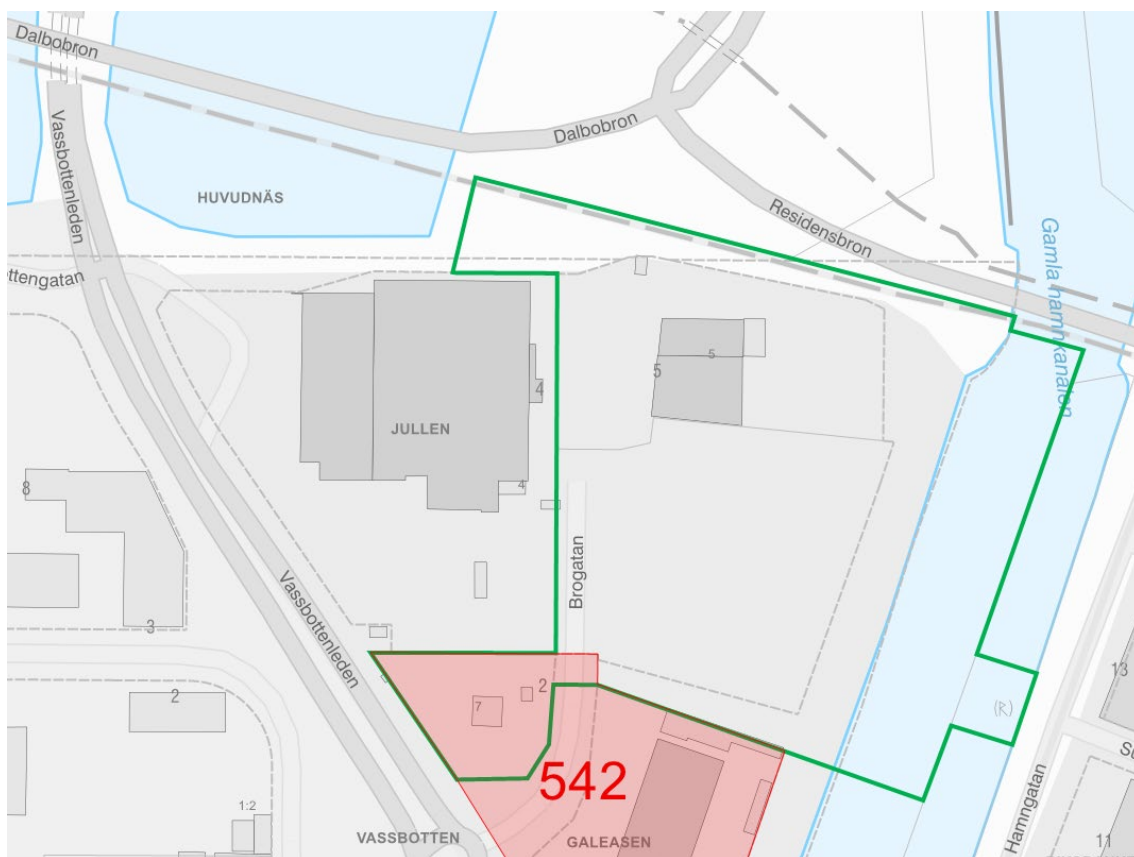 Dalbobron
Dalbobron
Vassbottenleden
HUVUDNÄS
Residensbron
Gamla hamnkanalen
ttengatan
5
5
4
JULLEN
4
8
Brogatan
3
Vassbottenleden
2
7
2
13
(R)
542
1:2
VASSBOTTEN
GALEASEN
Hamngatan
11